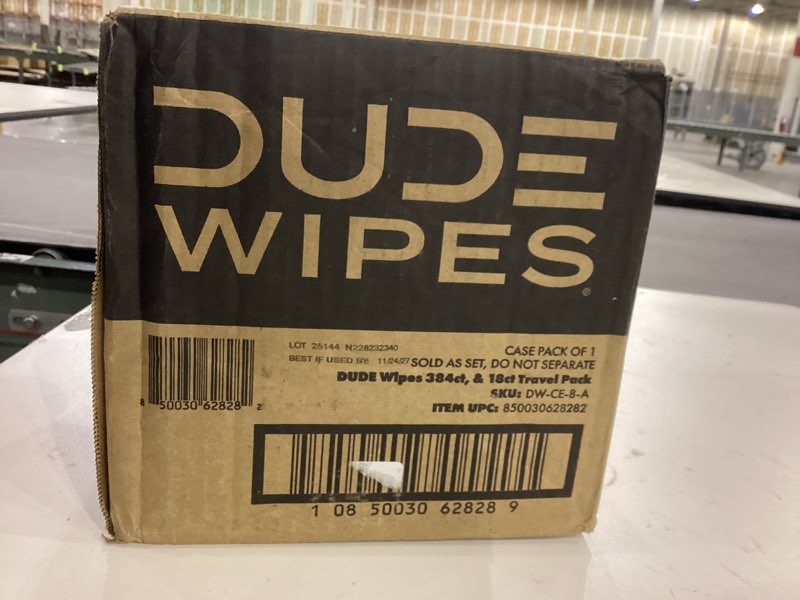 DUDE
WIPES®
LOT 25144 N228232340
BEST IF USED BY: 11/24/27
CASE PACK OF 1
SOLD AS SET, DO NOT SEPARATE
DUDE Wipes 384ct, & 18ct Travel Pack
SKU: DW-CE-8-A
ITEM UPC: 850030628282
8 50030 62828 2
1 08 50030 62828 9